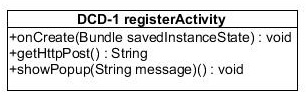 DCD-1 registerActivity
+onCreate(Bundle savedInstanceState) : void
+getHttpPost() : String
+showPopup(String message)() : void